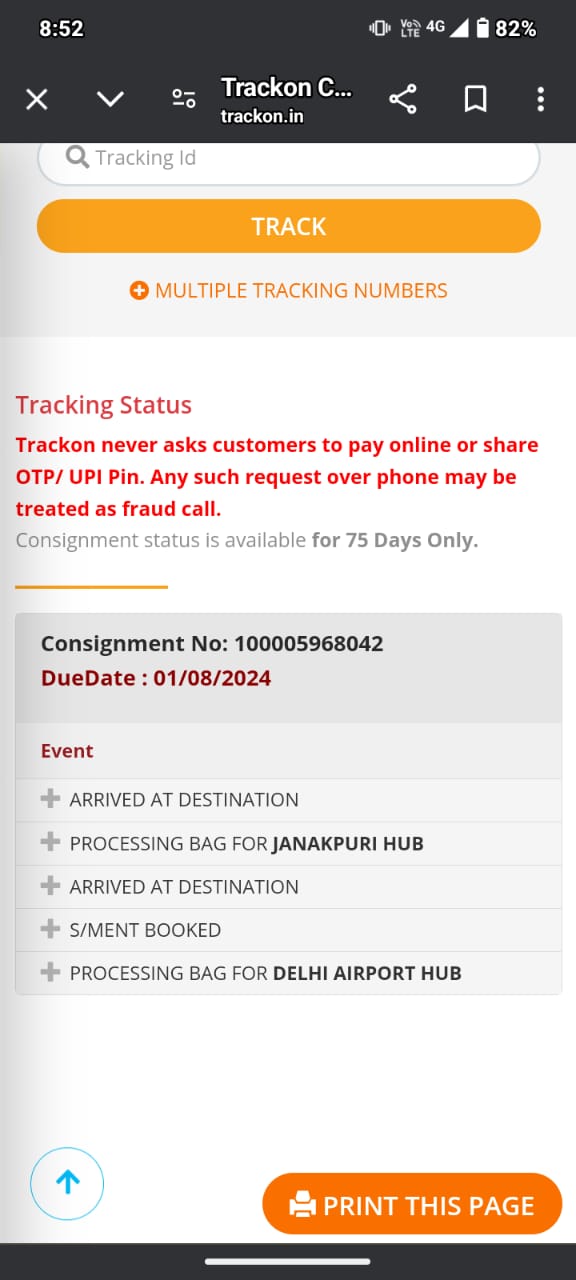 8:52
Vo)) LTE 4G 82%
Trackon C...
trackon.in
Tracking Id
TRACK
MULTIPLE TRACKING NUMBERS
Tracking Status
Trackon never asks customers to pay online or share
OTP/ UPI Pin. Any such request over phone may be
treated as fraud call.
Consignment status is available for 75 Days Only.
Consignment No: 100005968042
DueDate : 01/08/2024
Event
ARRIVED AT DESTINATION
PROCESSING BAG FOR JANAKPURI HUB
ARRIVED AT DESTINATION
S/MENT BOOKED
PROCESSING BAG FOR DELHI AIRPORT HUB
PRINT THIS PAGE